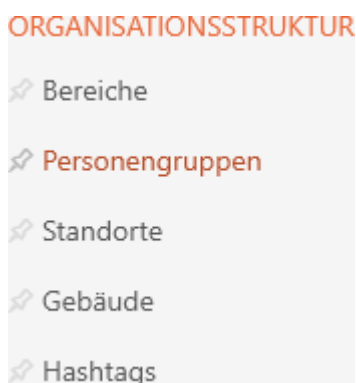 ORGANISATIONSSTRUKTUR
Bereiche
Personengruppen
Standorte
Gebäude
Hashtags